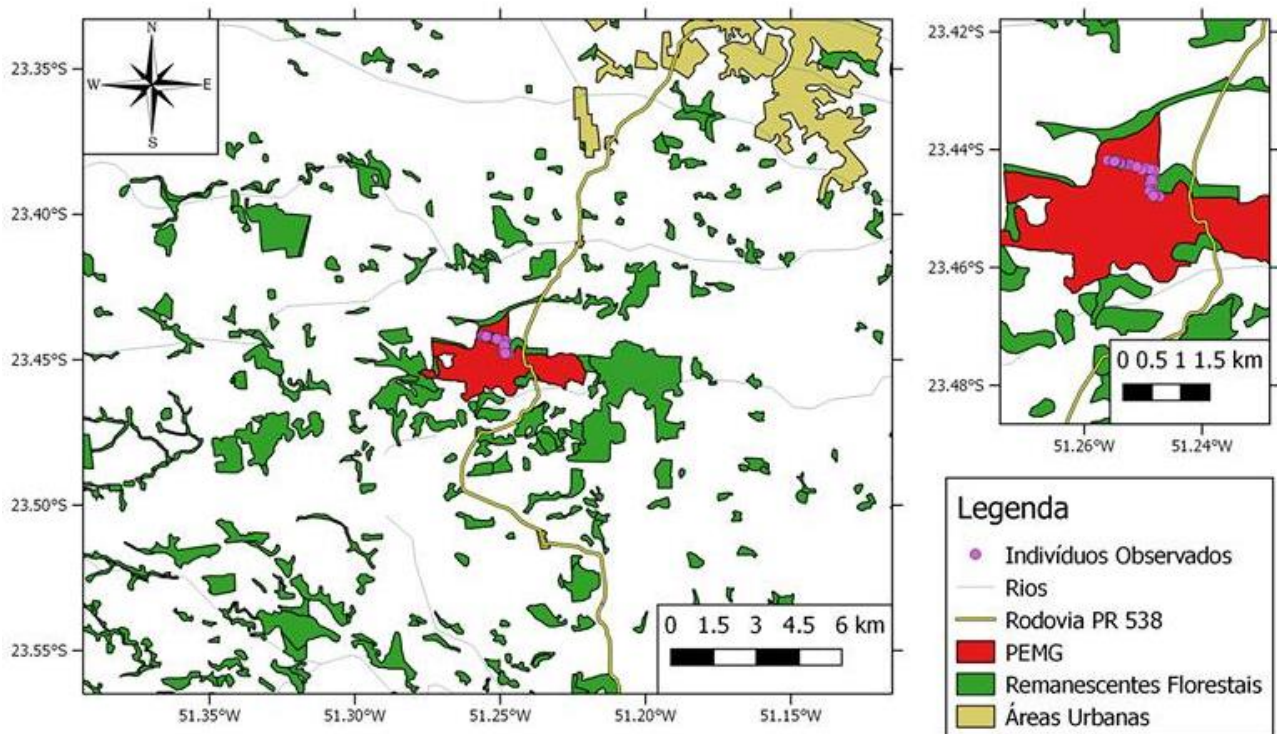 N
W E
S
23.35°S
23.40°S
23.45°S
23.50°S
23.55°S
51.35°W 51.30°W 51.25°W 51.20°W 51.15°W
0 1.5 3 4.5 6 km
23.42°S
23.44°S
23.46°S
23.48°S
0 0.5 1 1.5 km
51.26°W 51.24°W
Legenda
Indivíduos Observados
Rios
Rodovia PR 538
PEMG
Remanescentes Florestais
Áreas Urbanas